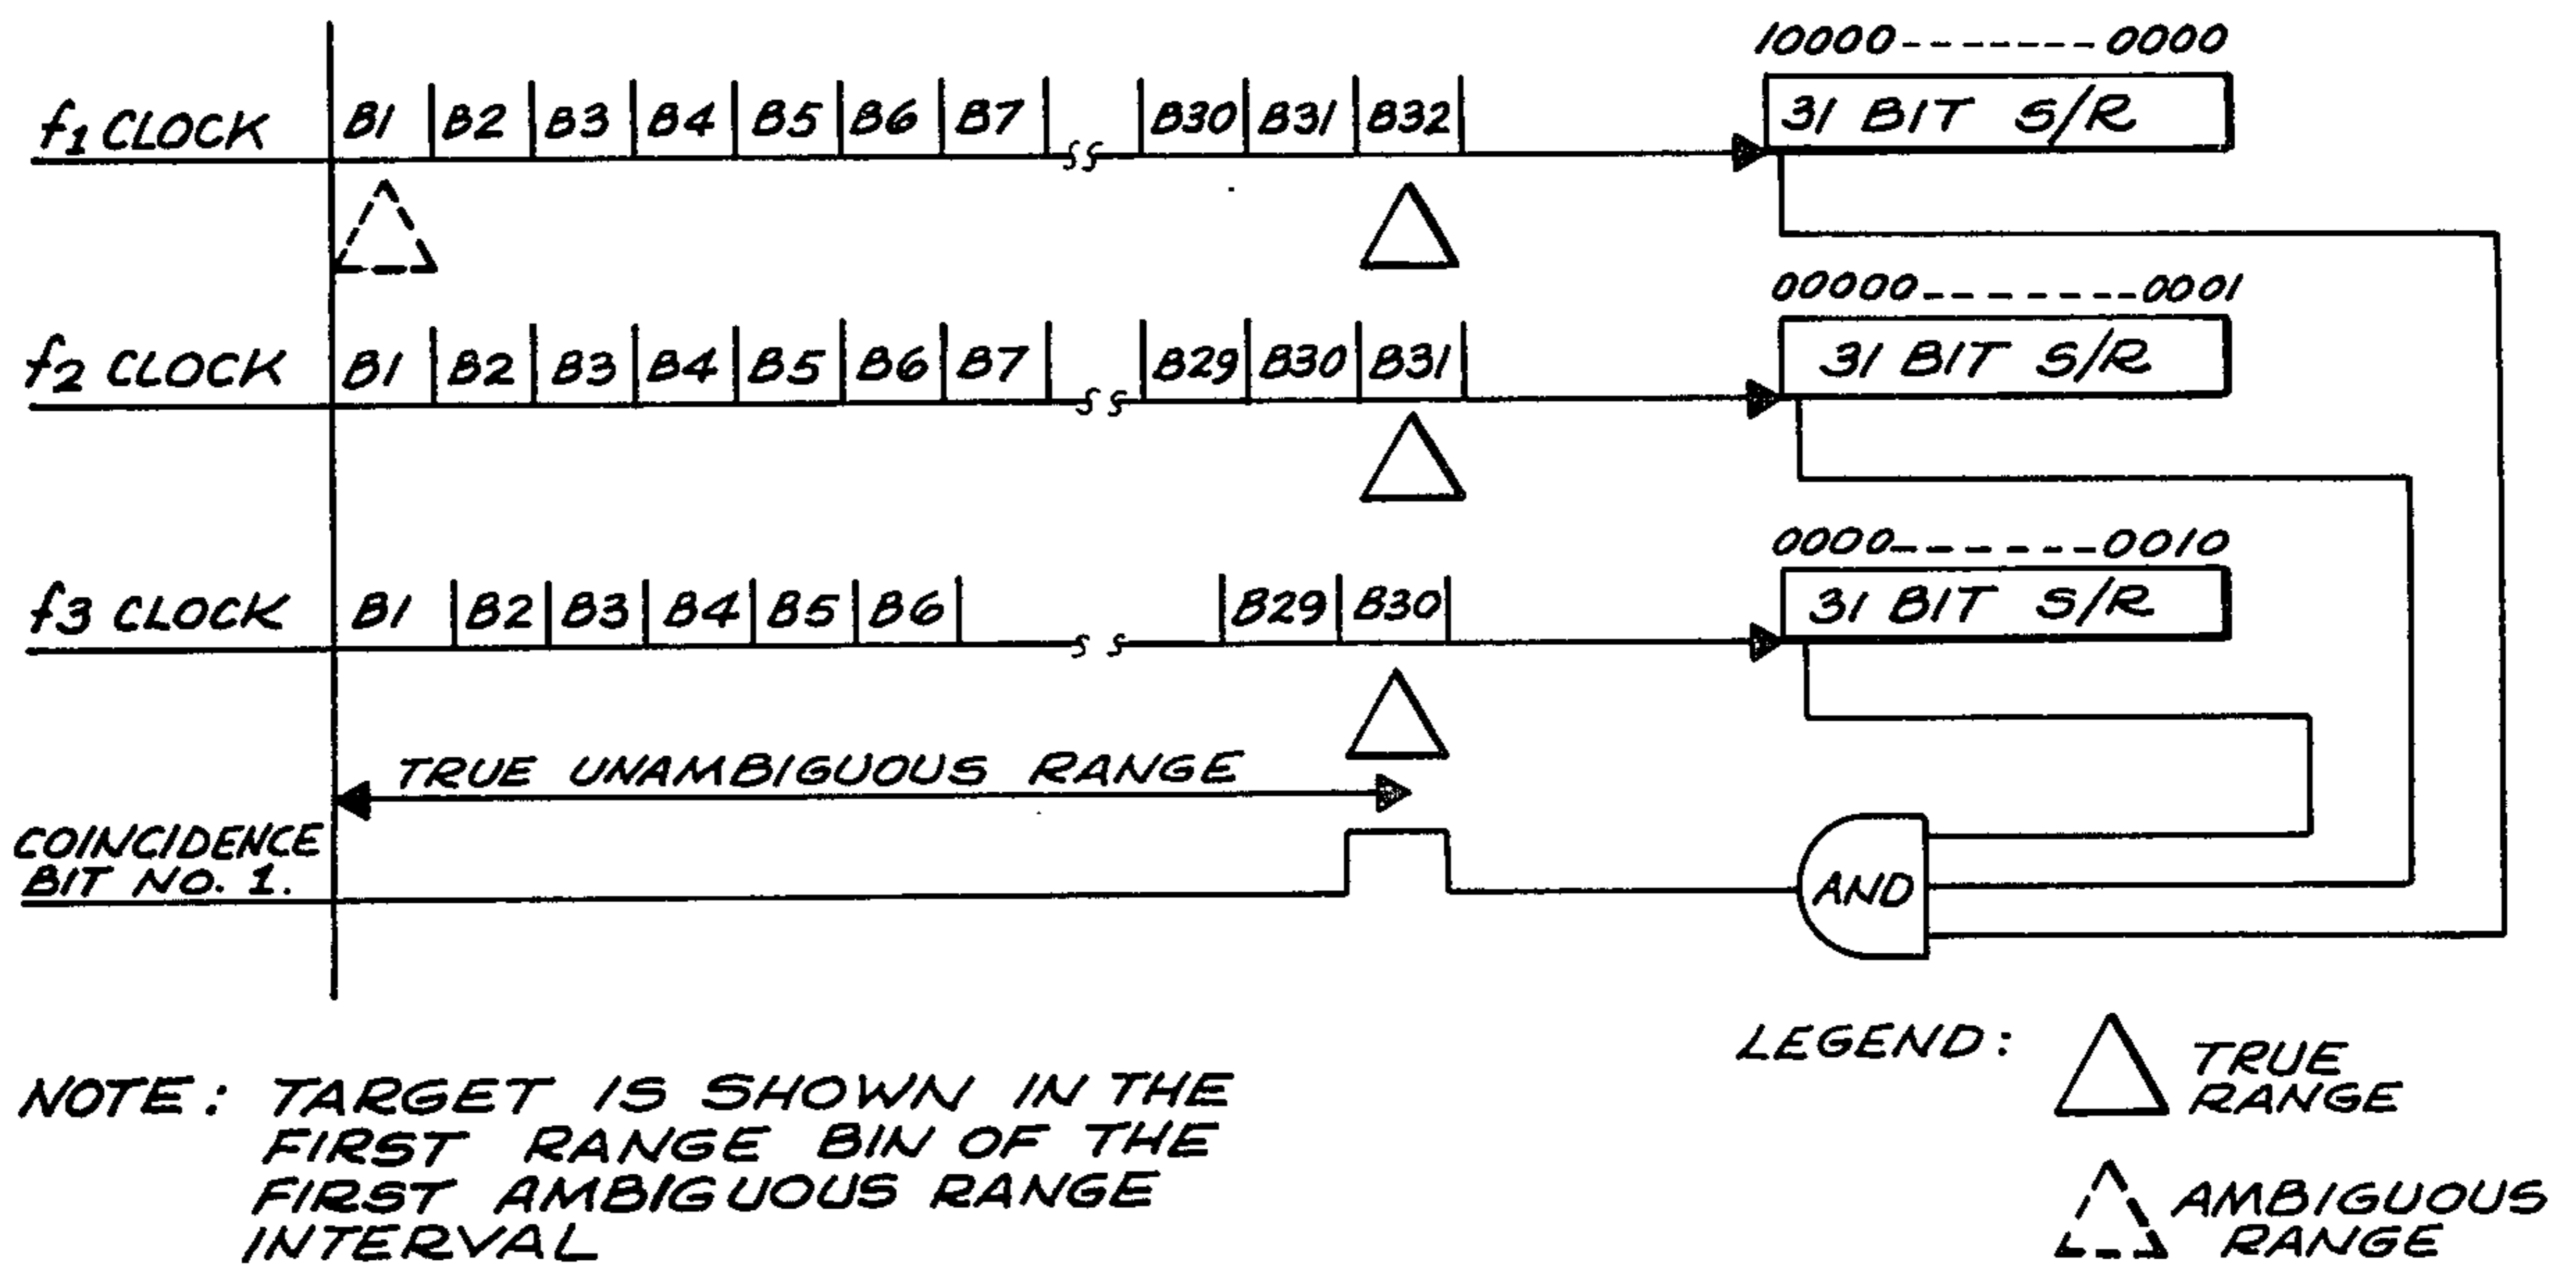 10000-------0000
f1 CLOCK B1 B2 B3 B4 B5 B6 B7 B30 B31 B32 31 BIT S/R
00000-------0001
f2 CLOCK B1 B2 B3 B4 B5 B6 B7 B29 B30 B31 31 BIT S/R
0000-------0010
f3 CLOCK B1 B2 B3 B4 B5 B6 B29 B30 31 BIT S/R
TRUE UNAMBIGUOUS RANGE
COINCIDENCE
BIT NO. 1.
AND
LEGEND: TRUE
RANGE
AMBIGUOUS
RANGE
NOTE: TARGET IS SHOWN IN THE
FIRST RANGE BIN OF THE
FIRST AMBIGUOUS RANGE
INTERVAL